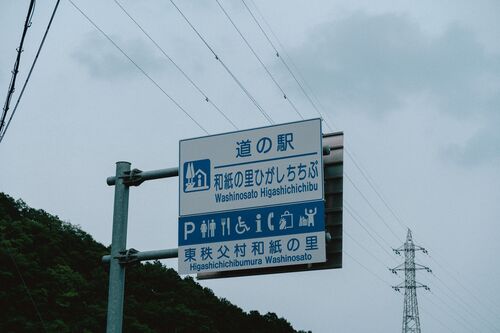 道の駅
和紙の里ひがしちちぶ
Washinosato Higashichichibu
P i
東秩父村和紙の里
Higashichichibumura Washinosato